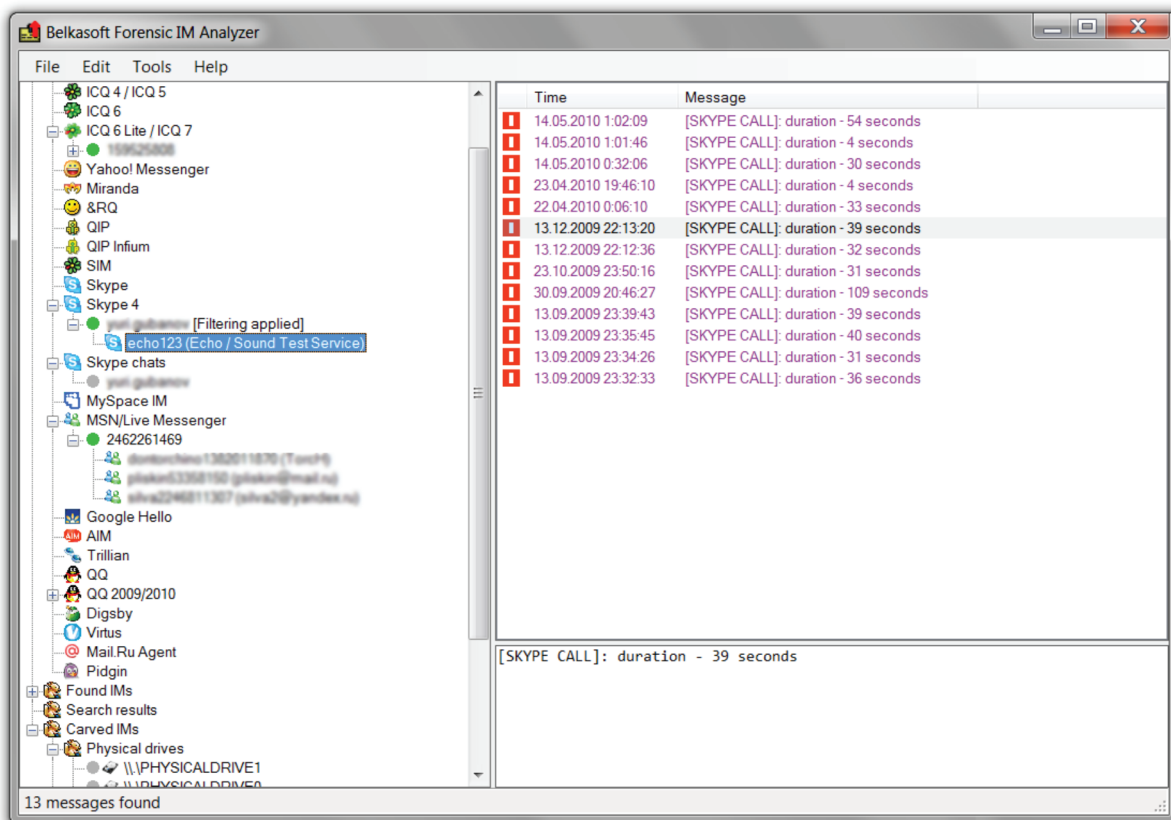 Belkasoft Forensic IM Analyzer
File Edit Tools Help
ICQ 4 / ICQ 5
ICQ 6
ICQ 6 Lite / ICQ 7
Yahoo! Messenger
Miranda
&RQ
QIP
QIP Infium
SIM
Skype
Skype 4
[Filtering applied]
echo123 (Echo / Sound Test Service)
Skype chats
MySpace IM
MSN/Live Messenger
2462261469
Google Hello
AIM
Trillian
QQ
QQ 2009/2010
Digsby
Virtus
Mail.Ru Agent
Pidgin
Found IMs
Search results
Carved IMs
Physical drives
\\.\PHYSICALDRIVE1
Time Message
14.05.2010 1:02:09 [SKYPE CALL]: duration - 54 seconds
14.05.2010 1:01:46 [SKYPE CALL]: duration - 4 seconds
14.05.2010 0:32:06 [SKYPE CALL]: duration - 30 seconds
23.04.2010 19:46:10 [SKYPE CALL]: duration - 4 seconds
22.04.2010 0:06:10 [SKYPE CALL]: duration - 33 seconds
13.12.2009 22:13:20 [SKYPE CALL]: duration - 39 seconds
13.12.2009 22:12:36 [SKYPE CALL]: duration - 32 seconds
23.10.2009 23:50:16 [SKYPE CALL]: duration - 31 seconds
30.09.2009 20:46:27 [SKYPE CALL]: duration - 109 seconds
13.09.2009 23:39:43 [SKYPE CALL]: duration - 39 seconds
13.09.2009 23:35:45 [SKYPE CALL]: duration - 40 seconds
13.09.2009 23:34:26 [SKYPE CALL]: duration - 31 seconds
13.09.2009 23:32:33 [SKYPE CALL]: duration - 36 seconds
[SKYPE CALL]: duration - 39 seconds
13 messages found